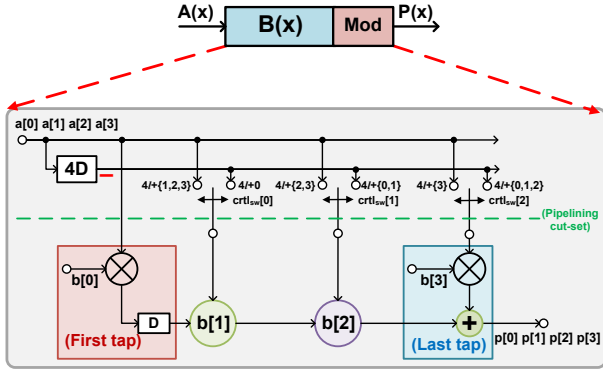 A(x) B(x) Mod P(x)
a[0] a[1] a[2] a[3]
4D
4/+{1,2,3} 4/+0 4/+{2,3} 4/+{0,1} 4/+{3} 4/+{0,1,2}
crtl_sw[0] crtl_sw[1] crtl_sw[2]
(Pipelining cut-set)
b[0] b[3]
D b[1] b[2] +
(First tap) (Last tap) p[0] p[1] p[2] p[3]